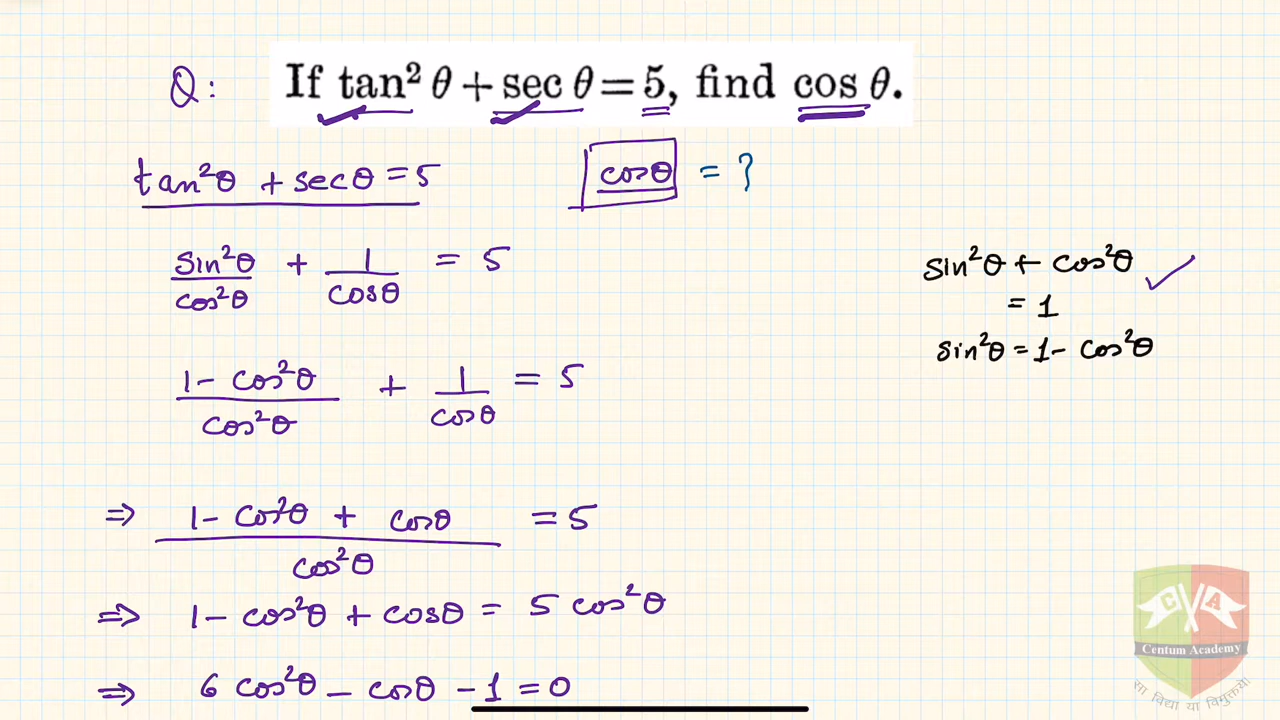 Q: If tan² θ + sec θ = 5, find cos θ.
tan²θ + secθ = 5
cosθ = ?
sin²θ/cos²θ + 1/cosθ = 5
sin²θ + cos²θ
= 1
sin²θ = 1 - cos²θ
1 - cos²θ/cos²θ + 1/cosθ = 5
⇒ 1 - cos²θ + cosθ/cos²θ = 5
⇒ 1 - cos²θ + cosθ = 5 cos²θ
⇒ 6 cos²θ - cosθ - 1 = 0
C A
Centum Academy
सा विद्या या विमुक्तये